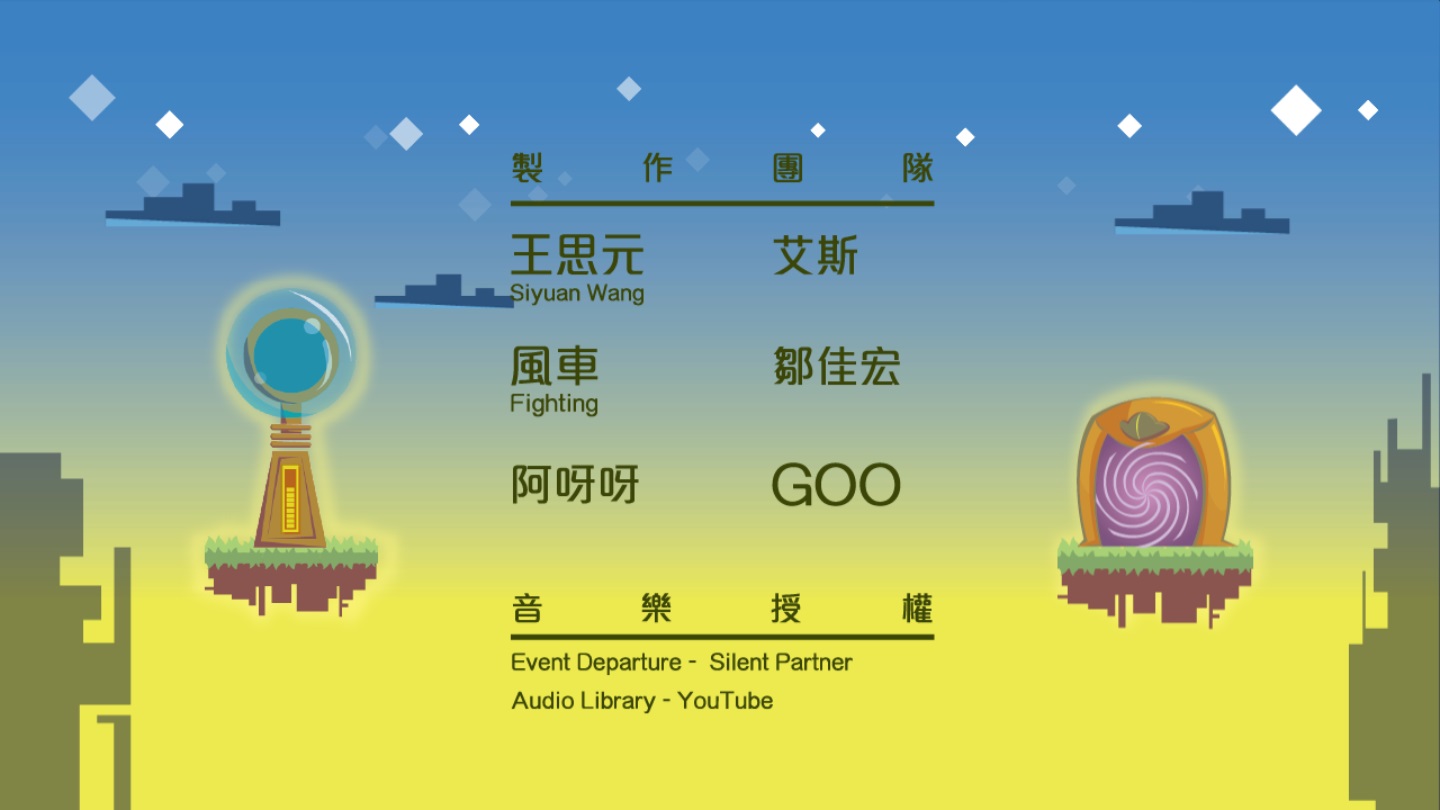 製作團隊
王思元 艾斯
Siyuan Wang
風車 鄒佳宏
Fighting
阿呀呀 GOO
音樂授權
Event Departure - Silent Partner
Audio Library - YouTube